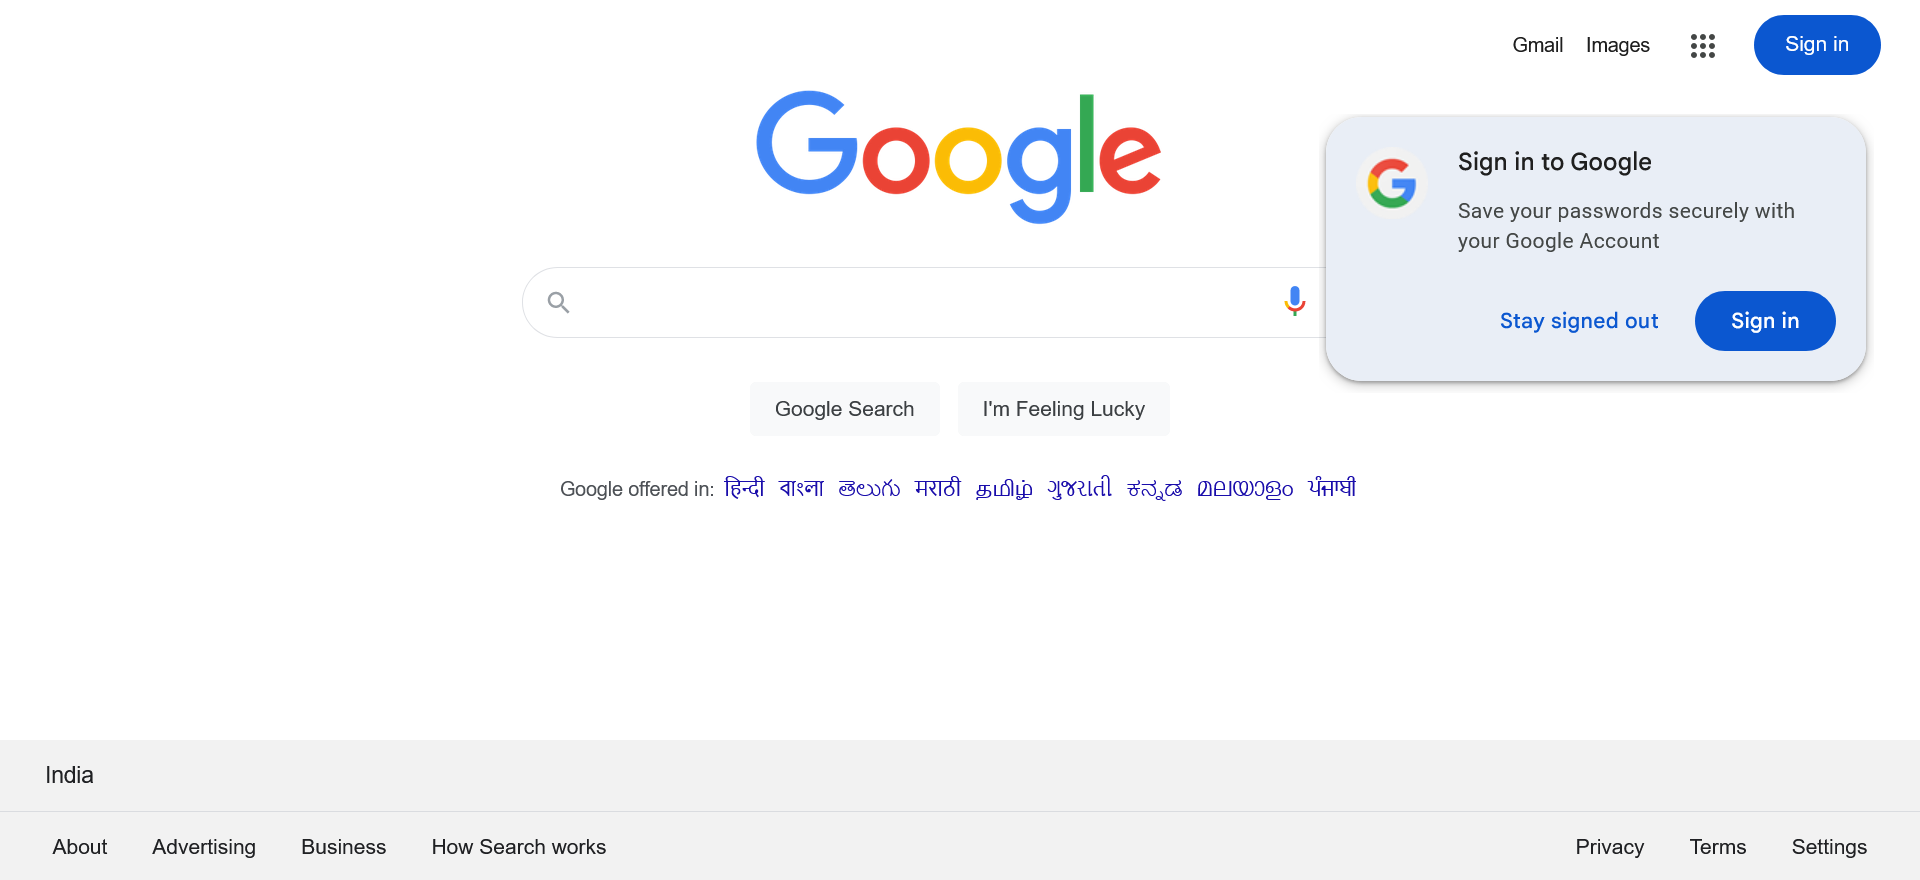 Gmail Images Sign in
Google
Sign in to Google
Save your passwords securely with
your Google Account
Stay signed out Sign in
Google Search I'm Feeling Lucky
Google offered in: हिन्दी বাংলা తెలుగు मराठी தமிழ் ગુજરાતી ಕನ್ನಡ മലയാളം ਪੰਜਾਬੀ
India
About Advertising Business How Search works Privacy Terms Settings